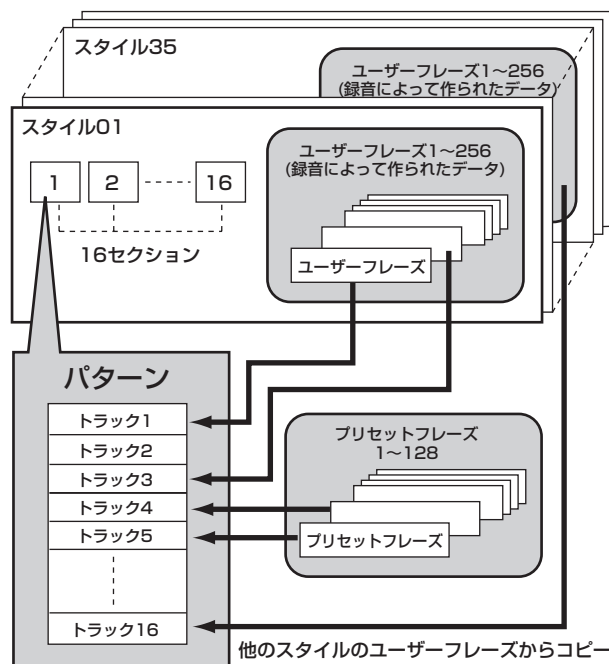 スタイル35
ユーザーフレーズ1〜256
(録音によって作られたデータ)
スタイル01
ユーザーフレーズ1〜256
(録音によって作られたデータ)
1
2
16
16セクション
ユーザーフレーズ
パターン
トラック1
トラック2
トラック3
トラック4
トラック5
トラック16
プリセットフレーズ
1〜128
プリセットフレーズ
他のスタイルのユーザーフレーズからコピー